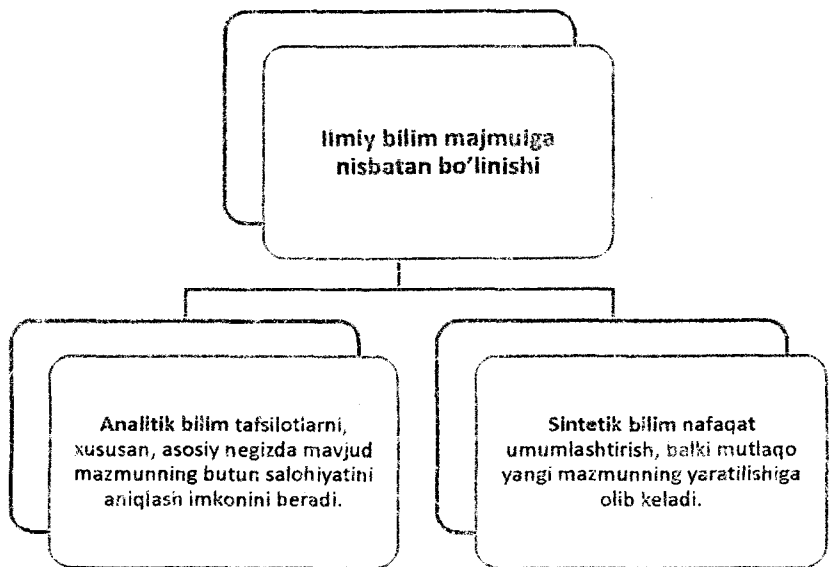 Ilmiy bilim majmuiga
nisbatan bo'linishi
Analitik bilim tafsilotlarni,
xususan, asosiy negizda mavjud
mazmunning butun salohiyatini
aniqlash imkonini beradi.
Sintetik bilim nafaqat
umumlashtirish, balki mutlaqo
yangi mazmunning yaratilishiga
olib keladi.